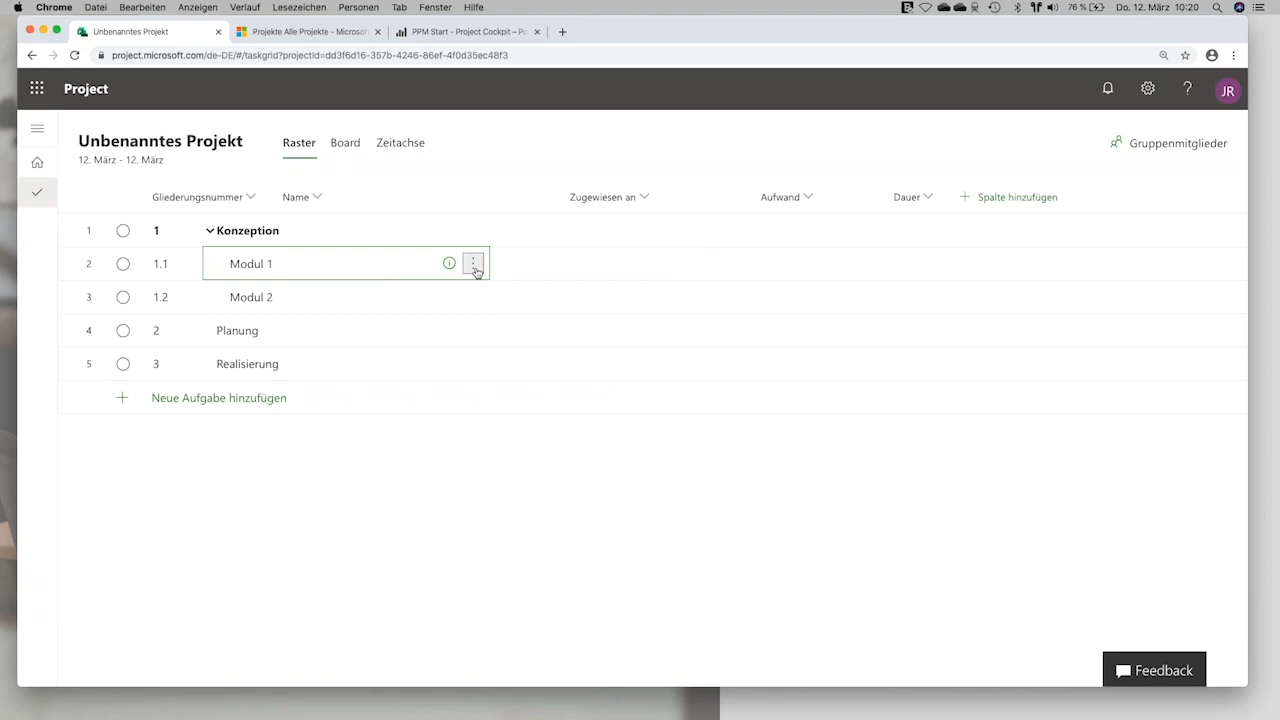 Chrome Datei Bearbeiten Anzeigen Verlauf Lesezeichen Personen Tab Fenster Hilfe 76 % Do. 12. März 10:20
Unbenanntes Projekt Projekte Alle Projekte - Microsof PPM Start - Project Cockpit – Po
project.microsoft.com/de-DE/#/taskgrid?projectId=dd3f6d16-357b-4246-86ef-4f0d35ec48f3
Project JR
Unbenanntes Projekt Raster Board Zeitachse Gruppenmitglieder
12. März - 12. März
Gliederungsnummer Name Zugewiesen an Aufwand Dauer Spalte hinzufügen
1 1 Konzeption
2 1.1 Modul 1
3 1.2 Modul 2
4 2 Planung
5 3 Realisierung
Neue Aufgabe hinzufügen
Feedback